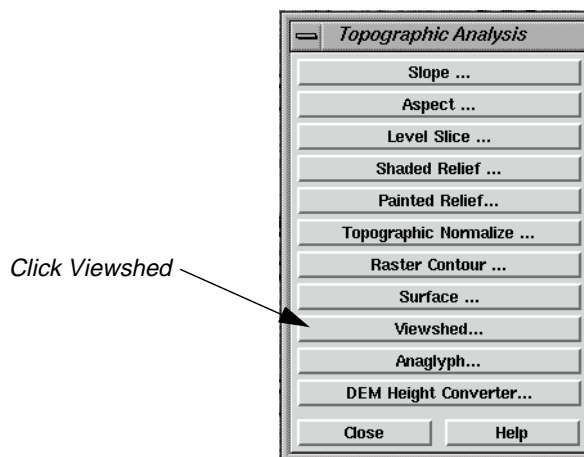 Topographic Analysis
Slope ...
Aspect ...
Level Slice ...
Shaded Relief ...
Painted Relief...
Topographic Normalize ...
Raster Contour ...
Click Viewshed
Surface ...
Viewshed...
Anaglyph...
DEM Height Converter...
Close Help